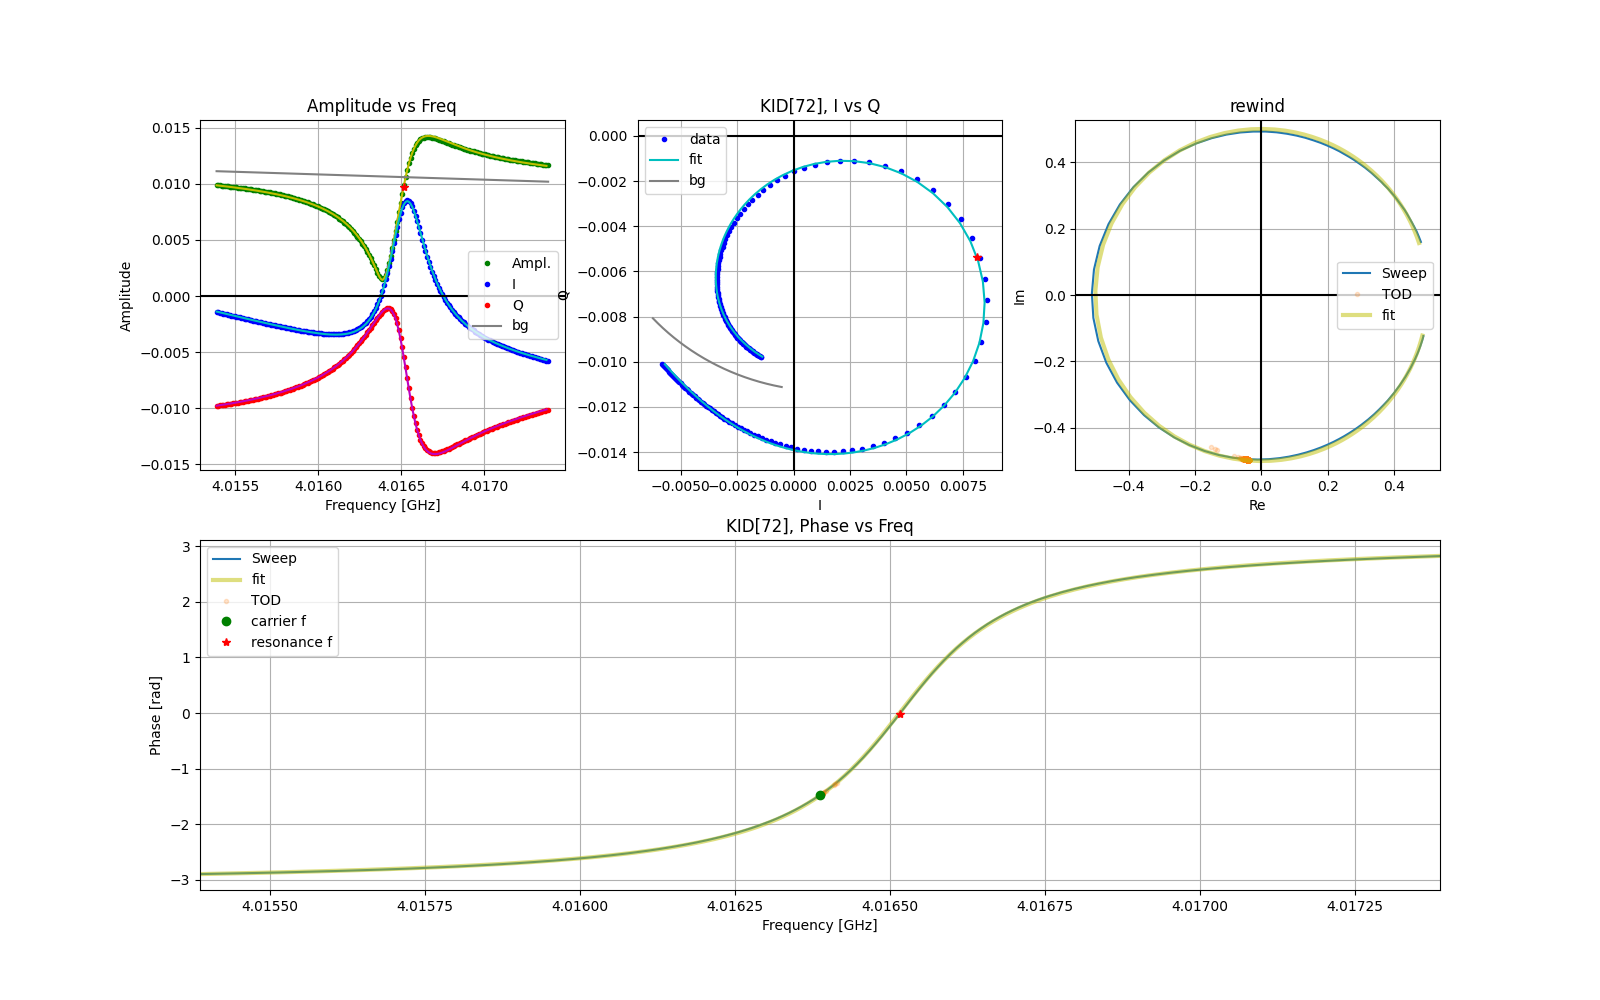 Amplitude vs Freq
0.015
0.010
0.005
0.000
−0.005
−0.010
−0.015
Amplitude
Ampl.
I
Q
bg
4.0155 4.0160 4.0165 4.0170
Frequency [GHz]
KID[72], I vs Q
0.000
−0.002
−0.004
−0.006
−0.008
−0.010
−0.012
−0.014
Q
data
fit
bg
−0.0050 −0.0025 0.0000 0.0025 0.0050 0.0075
I
rewind
0.4
0.2
0.0
−0.2
−0.4
Im
Sweep
TOD
fit
−0.4 −0.2 0.0 0.2 0.4
Re
KID[72], Phase vs Freq
3
2
1
0
−1
−2
−3
Phase [rad]
Sweep
fit
TOD
carrier f
resonance f
4.01550 4.01575 4.01600 4.01625 4.01650 4.01675 4.01700 4.01725
Frequency [GHz]